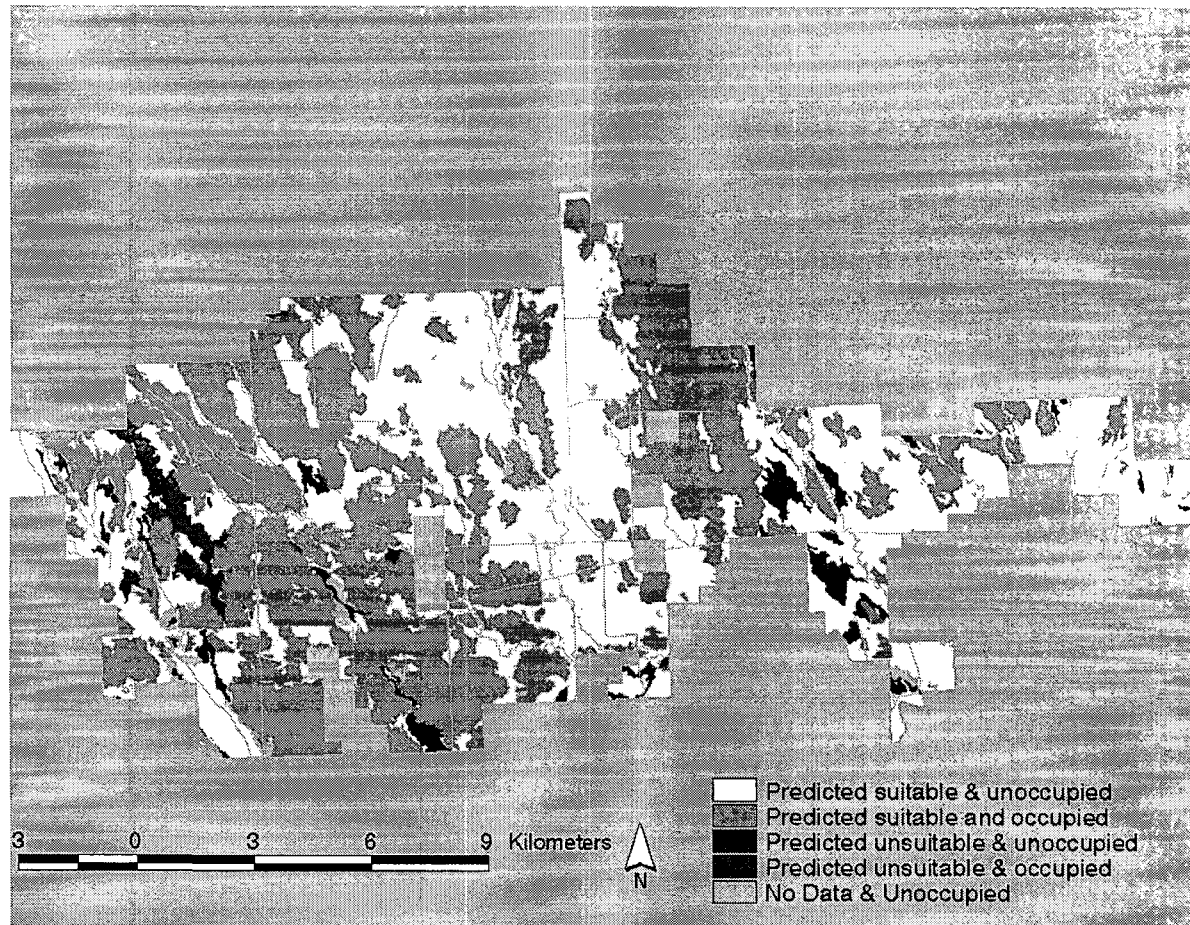 Predicted suitable & unoccupied
Predicted suitable and occupied
Predicted unsuitable & unoccupied
Predicted unsuitable & occupied
No Data & Unoccupied
3 0 3 6 9 Kilometers
N